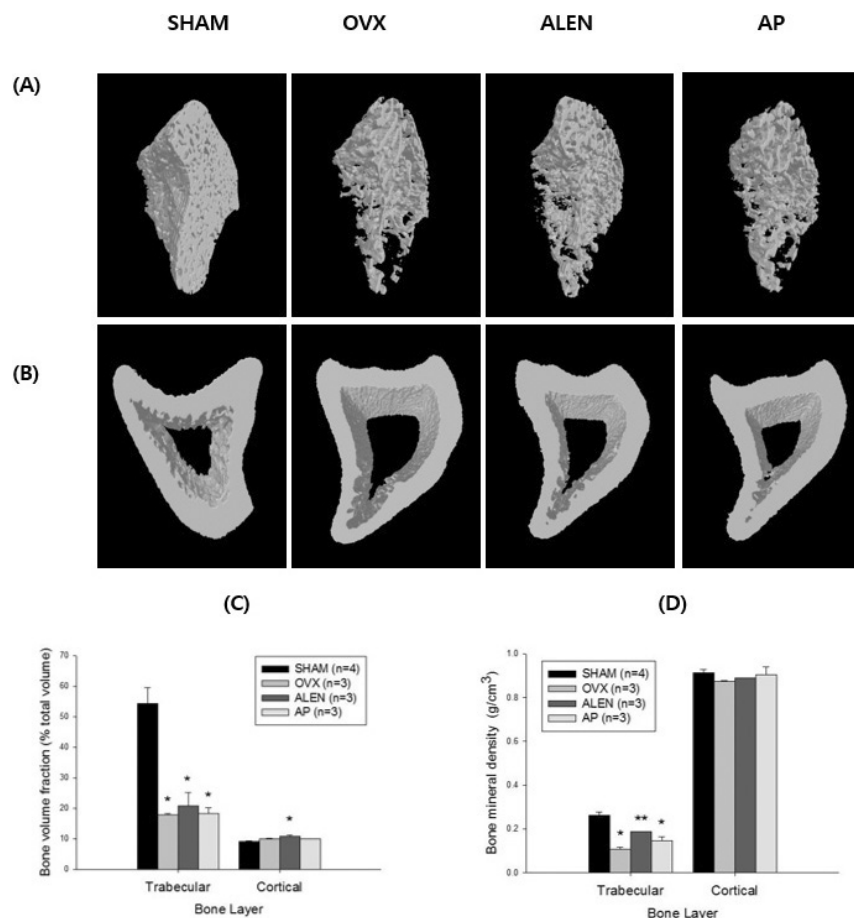 SHAM OVX ALEN AP
(A)
(B)
(C)
Bone volume fraction (% total volume)
70
60
50
40
30
20
10
0
SHAM (n=4)
OVX (n=3)
ALEN (n=3)
AP (n=3)
* * *
*
Trabecular Cortical
Bone Layer
(D)
Bone mineral density (g/cm³)
1.0
0.8
0.6
0.4
0.2
0.0
SHAM (n=4)
OVX (n=3)
ALEN (n=3)
AP (n=3)
* ** *
Trabecular Cortical
Bone Layer